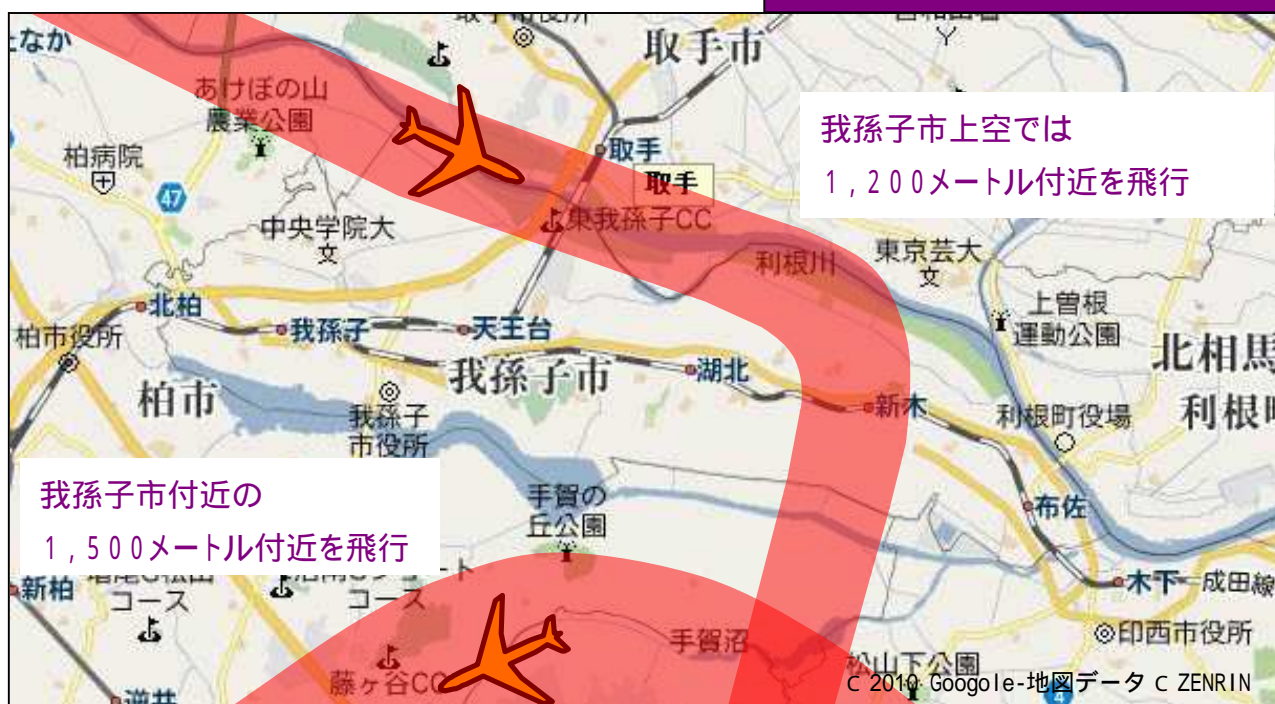 取手市
あけぼの山
農業公園
柏病院
47
取手
取手
我孫子市上空では
1,200メートル付近を飛行
東我孫子CC
中央学院大
文
利根川
東京芸大
文
上曽根
運動公園
北柏
我孫子
天王台
柏市役所
北相馬
我孫子市
湖北
柏市
新木
我孫子
市役所
利根町役場
利根町
我孫子市付近の
1,500メートル付近を飛行
手賀の
丘公園
布佐
新柏
コース
コース
木下
成田線
手賀沼
印西市役所
藤ヶ谷CC
松山下公園
逆井
4
C 2010 Googole-地図データ C ZENRIN